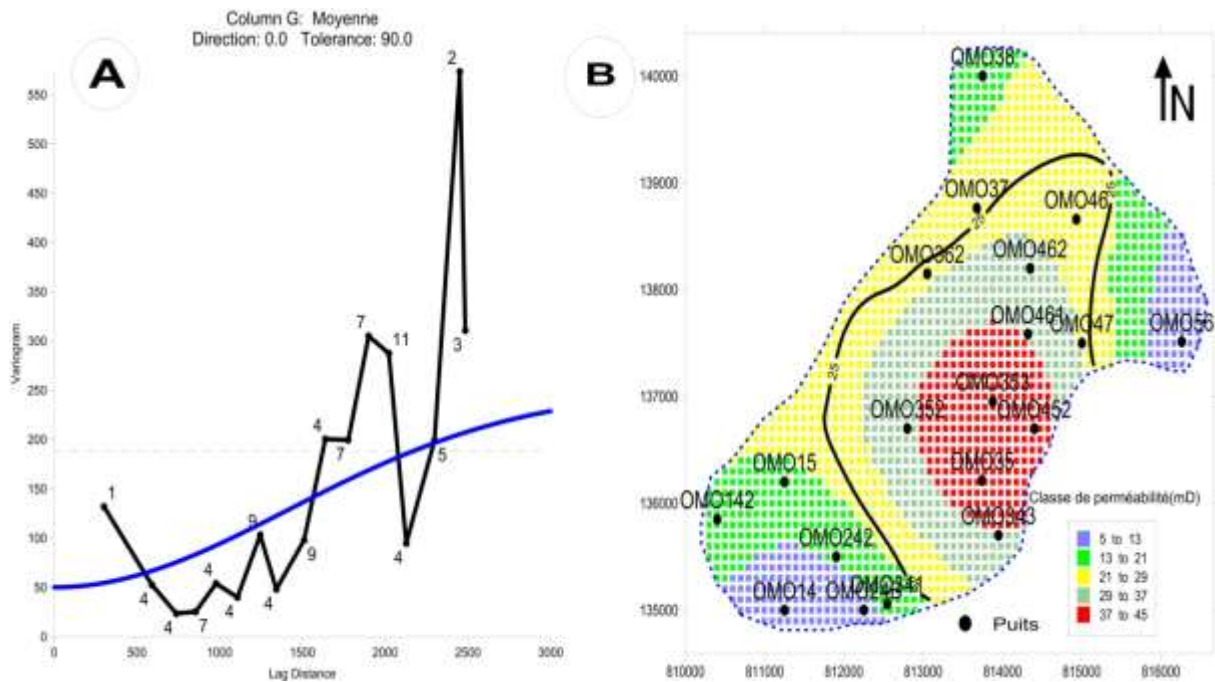 Column G: Moyenne
Direction: 0.0 Tolerance: 90.0
A
Variogram
550
500
450
400
350
300
250
200
150
100
50
0
1
4
4
7
4
4
9
4
9
4
7
7
11
4
5
2
3
0 500 1000 1500 2000 2500 3000
Lag Distance
B
N
140000
139000
138000
137000
136000
135000
OMO38
OMO37
OMO46
OMO362
OMO462
OMO461
OMO47
OMO56
OMO353
OMO352
OMO452
OMO15
OMO35
OMO142
OMO343
OMO242
OMO14
25
25
25
Classe de perméabilité(mD)
5 to 13
13 to 21
21 to 29
29 to 37
37 to 45
Puits
810000 811000 812000 813000 814000 815000 816000